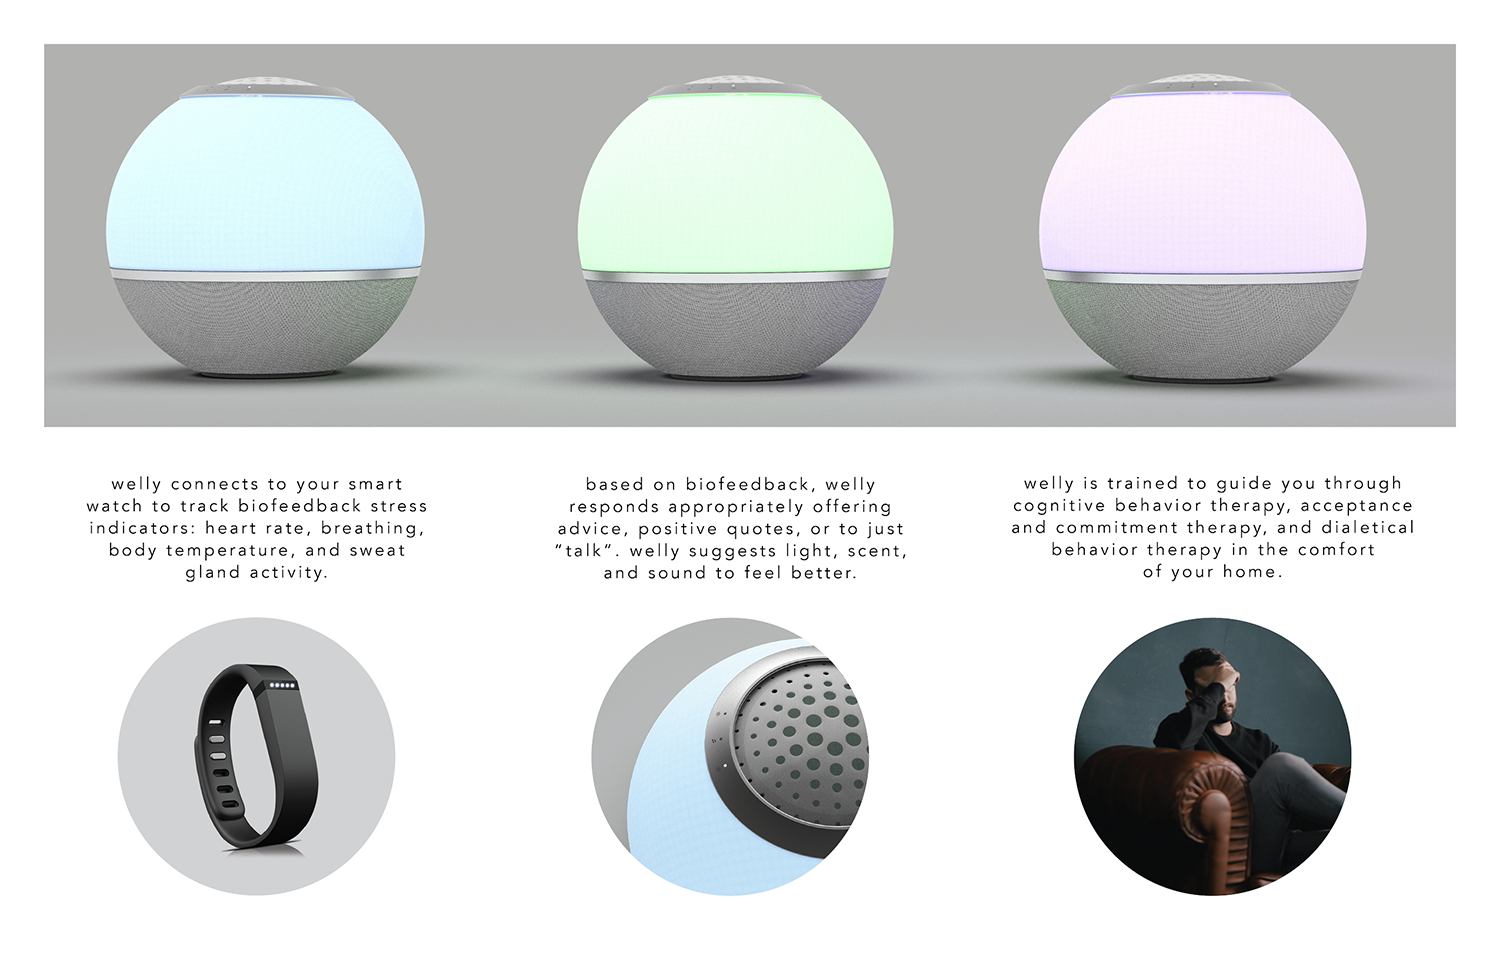 welly connects to your smart
watch to track biofeedback stress
indicators: heart rate, breathing,
body temperature, and sweat
gland activity.
based on biofeedback, welly
responds appropriately offering
advice, positive quotes, or to just
"talk". welly suggests light, scent,
and sound to feel better.
welly is trained to guide you through
cognitive behavior therapy, acceptance
and commitment therapy, and dialetical
behavior therapy in the comfort
of your home.